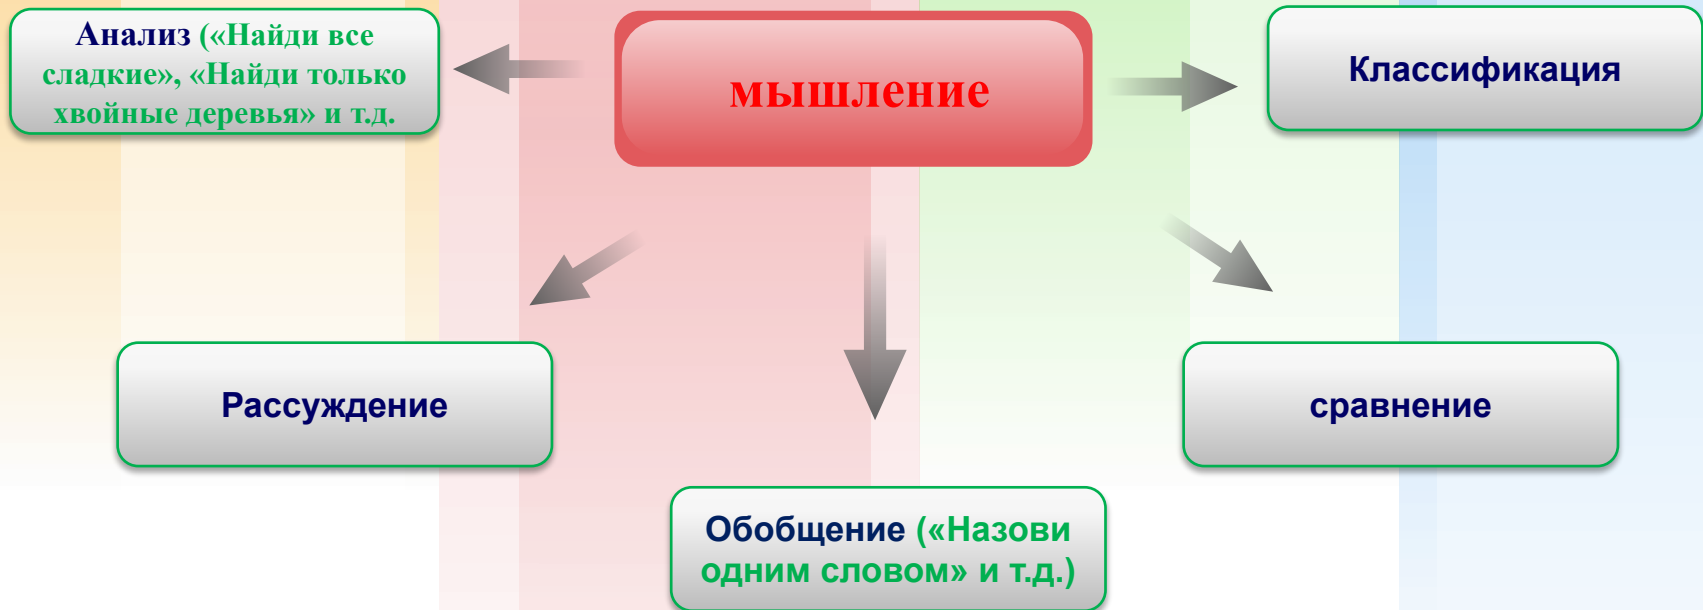 Анализ («Найди все
сладкие», «Найди только
хвойные деревья» и т.д.
мышление
Классификация
Рассуждение
сравнение
Обобщение («Назови
одним словом» и т.д.)